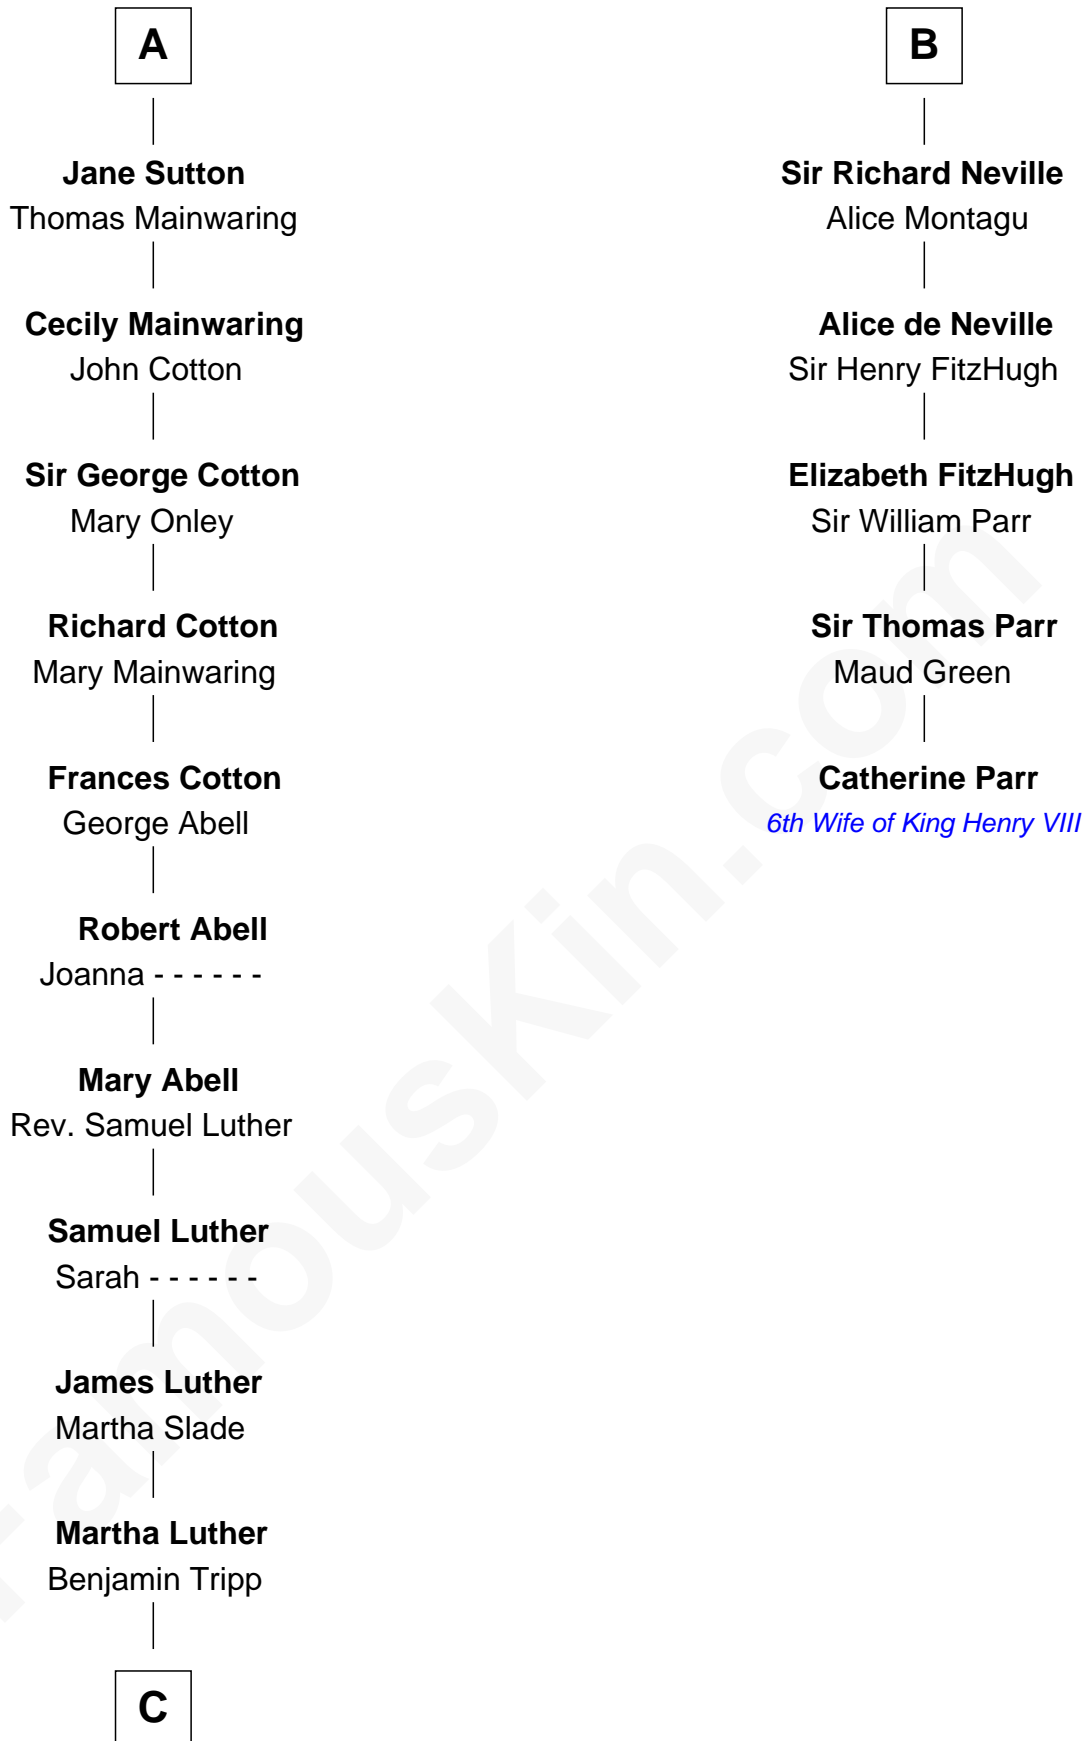 A
Jane Sutton
Thomas Mainwaring
Cecily Mainwaring
John Cotton
Sir George Cotton
Mary Onley
Richard Cotton
Mary Mainwaring
Frances Cotton
George Abell
Robert Abell
Joanna - - - - - -
Mary Abell
Rev. Samuel Luther
Samuel Luther
Sarah - - - - - -
James Luther
Martha Slade
Martha Luther
Benjamin Tripp
C
B
Sir Richard Neville
Alice Montagu
Alice de Neville
Sir Henry FitzHugh
Elizabeth FitzHugh
Sir William Parr
Sir Thomas Parr
Maud Green
Catherine Parr
6th Wife of King Henry VIII
FamousKin.com